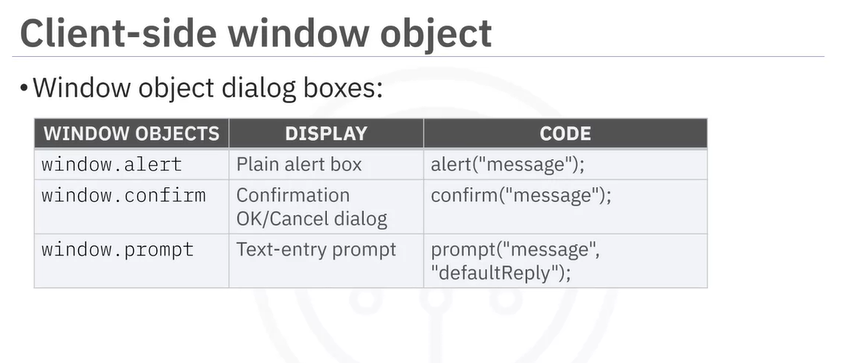 Client-side window object
•Window object dialog boxes:
WINDOW OBJECTS DISPLAY CODE
window.alert Plain alert box alert("message");
window.confirm Confirmation confirm("message");
OK/Cancel dialog
window.prompt Text-entry prompt prompt("message",
"defaultReply");